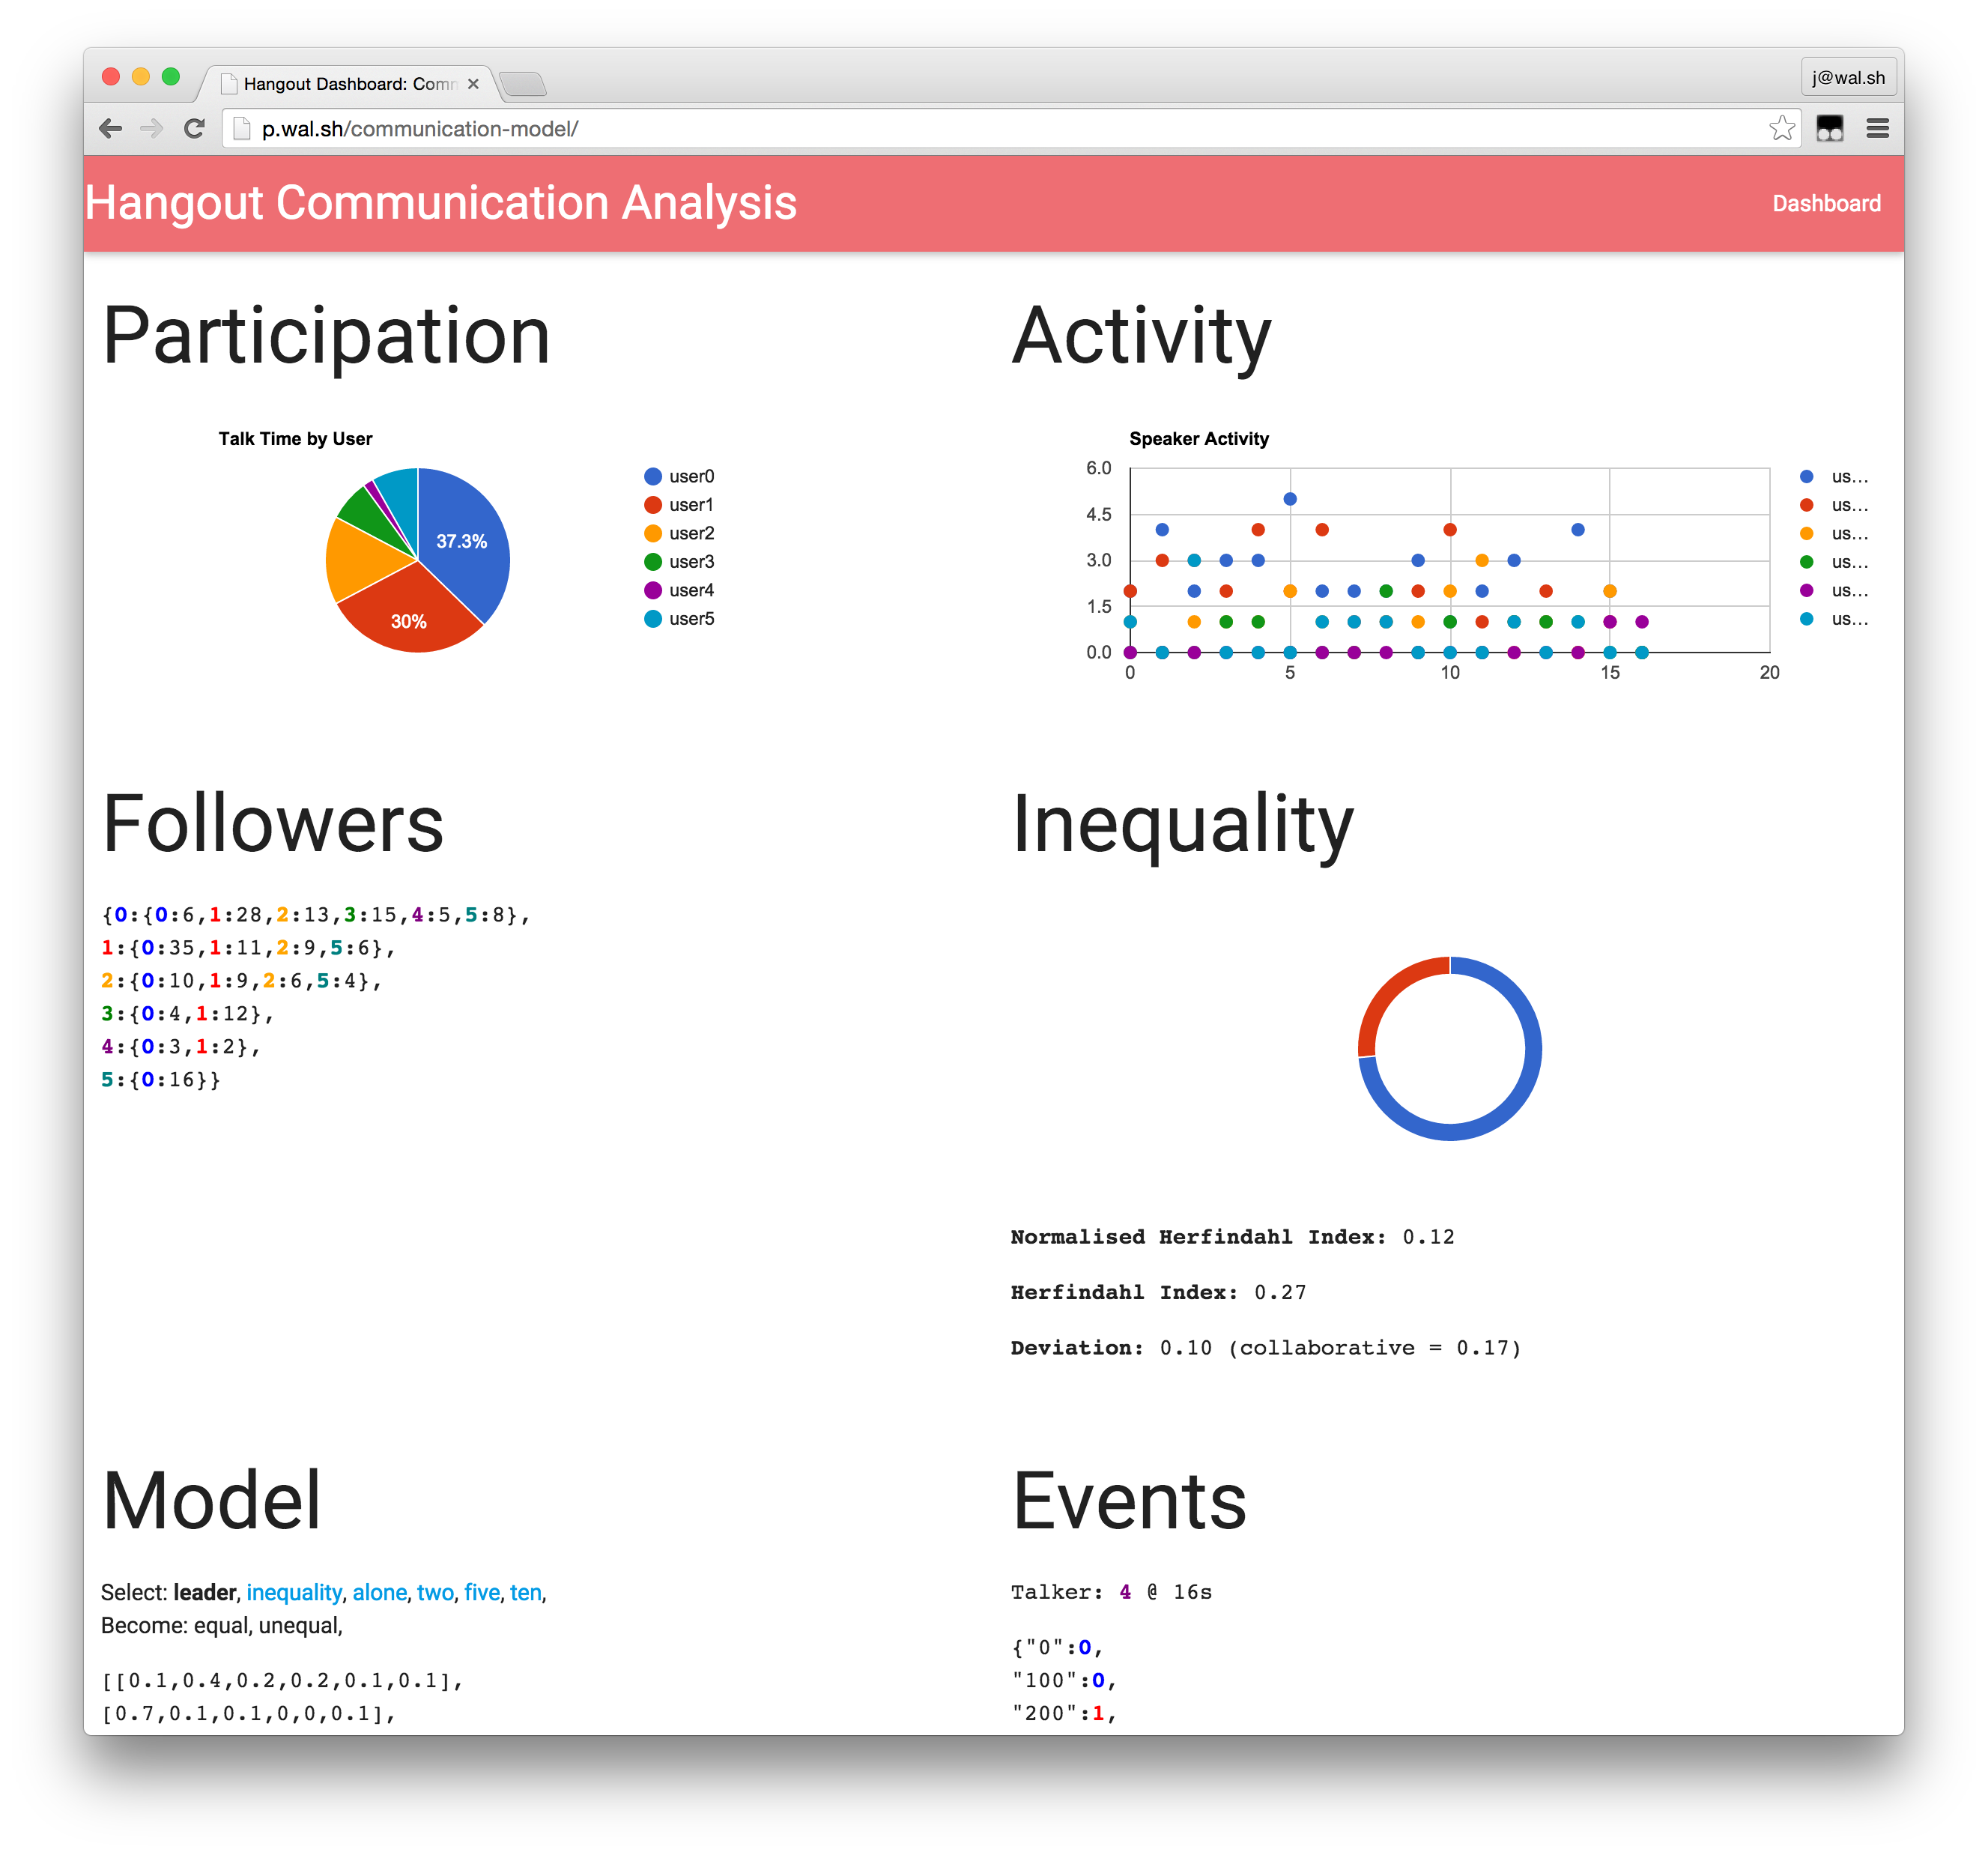 Hangout Dashboard: Comm
j@wal.sh
p.wal.sh/communication-model/
Hangout Communication Analysis
Dashboard
Participation
Talk Time by User
37.3%
30%
user0
user1
user2
user3
user4
user5
Activity
Speaker Activity
6.0
4.5
3.0
1.5
0.0
0 5 10 15 20
us...
us...
us...
us...
us...
us...
Followers
{0:{0:6,1:28,2:13,3:15,4:5,5:8},
1:{0:35,1:11,2:9,5:6},
2:{0:10,1:9,2:6,5:4},
3:{0:4,1:12},
4:{0:3,1:2},
5:{0:16}}
Inequality
Normalised Herfindahl Index: 0.12
Herfindahl Index: 0.27
Deviation: 0.10 (collaborative = 0.17)
Model
Select: leader, inequality, alone, two, five, ten,
Become: equal, unequal,
[[0.1,0.4,0.2,0.2,0.1,0.1],
[0.7,0.1,0.1,0,0,0.1],
Events
Talker: 4 @ 16s
{"0":0,
"100":0,
"200":1,